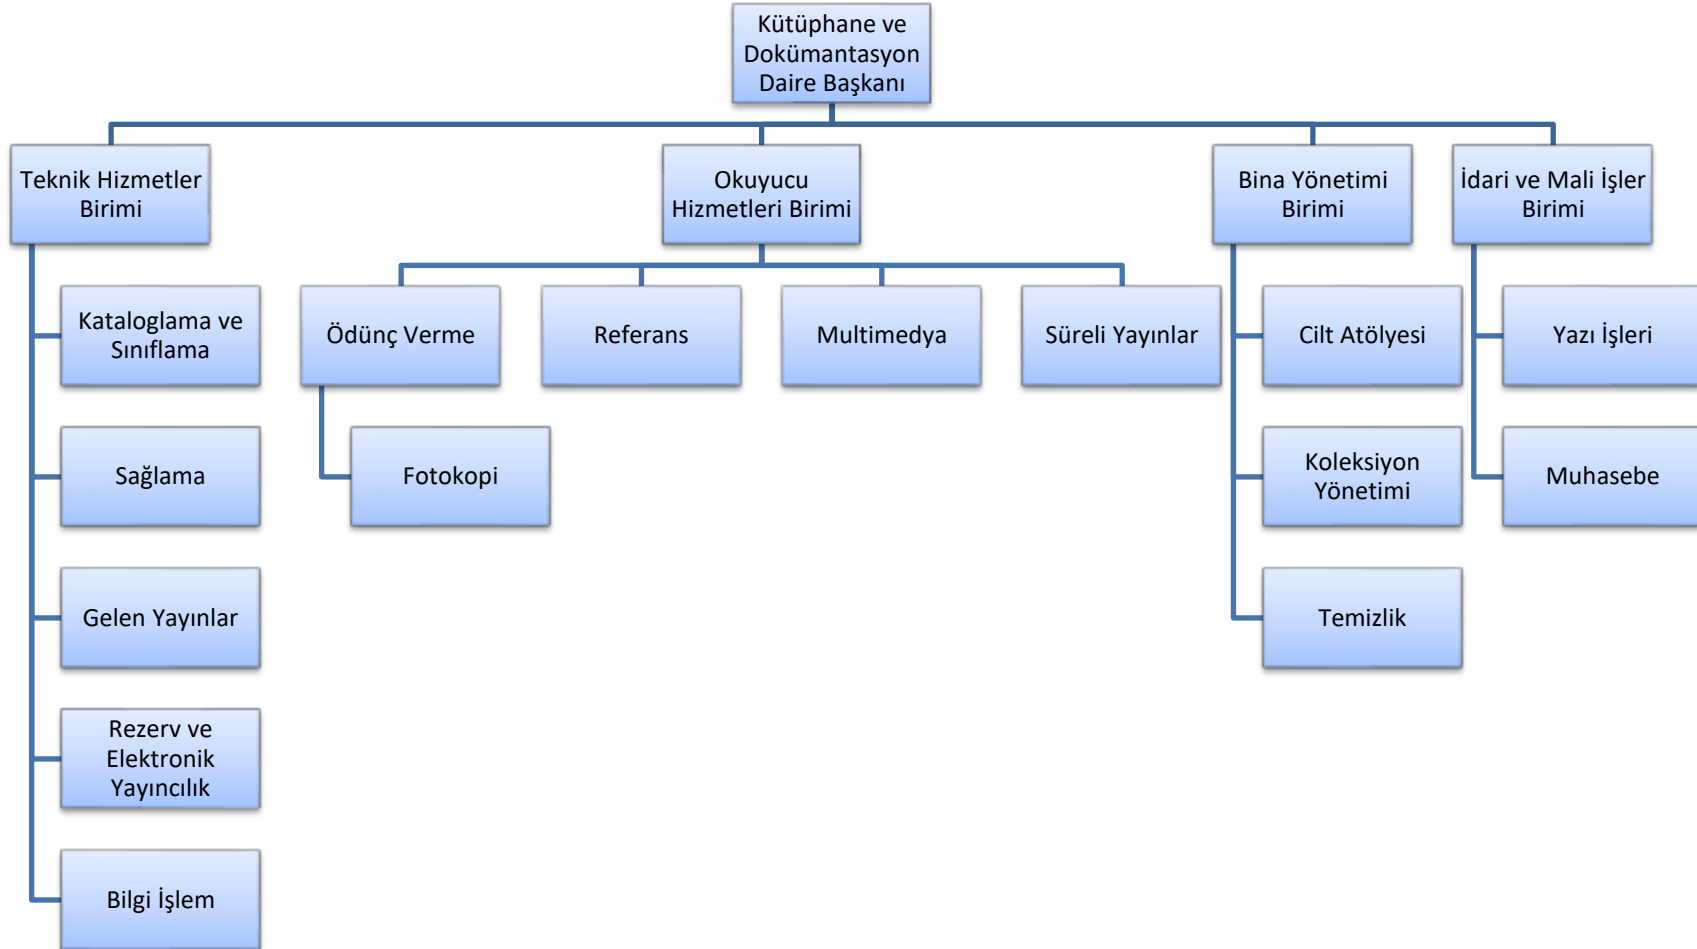 Kütüphane ve
Dokümantasyon
Daire Başkanı
Teknik Hizmetler
Birimi
Okuyucu
Hizmetleri Birimi
Bina Yönetimi
Birimi
İdari ve Mali İşler
Birimi
Kataloglama ve
Sınıflama
Ödünç Verme
Referans
Multimedya
Süreli Yayınlar
Cilt Atölyesi
Yazı İşleri
Sağlama
Fotokopi
Koleksiyon
Yönetimi
Muhasebe
Gelen Yayınlar
Temizlik
Rezerv ve
Elektronik
Yayıncılık
Bilgi İşlem